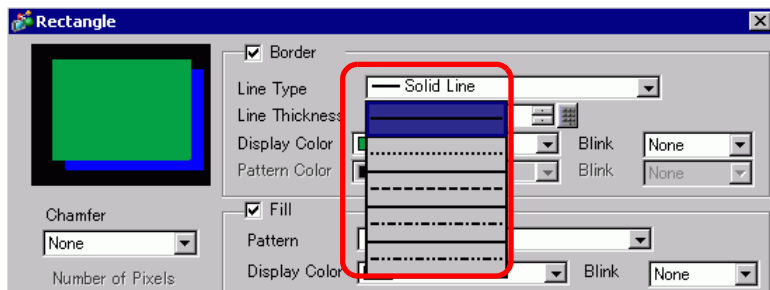 Rectangle
Border
Line Type
Solid Line
Line Thickness
Display Color
Blink
None
Pattern Color
Blink
None
Chamfer
None
Number of Pixels
Fill
Pattern
Display Color
Blink
None